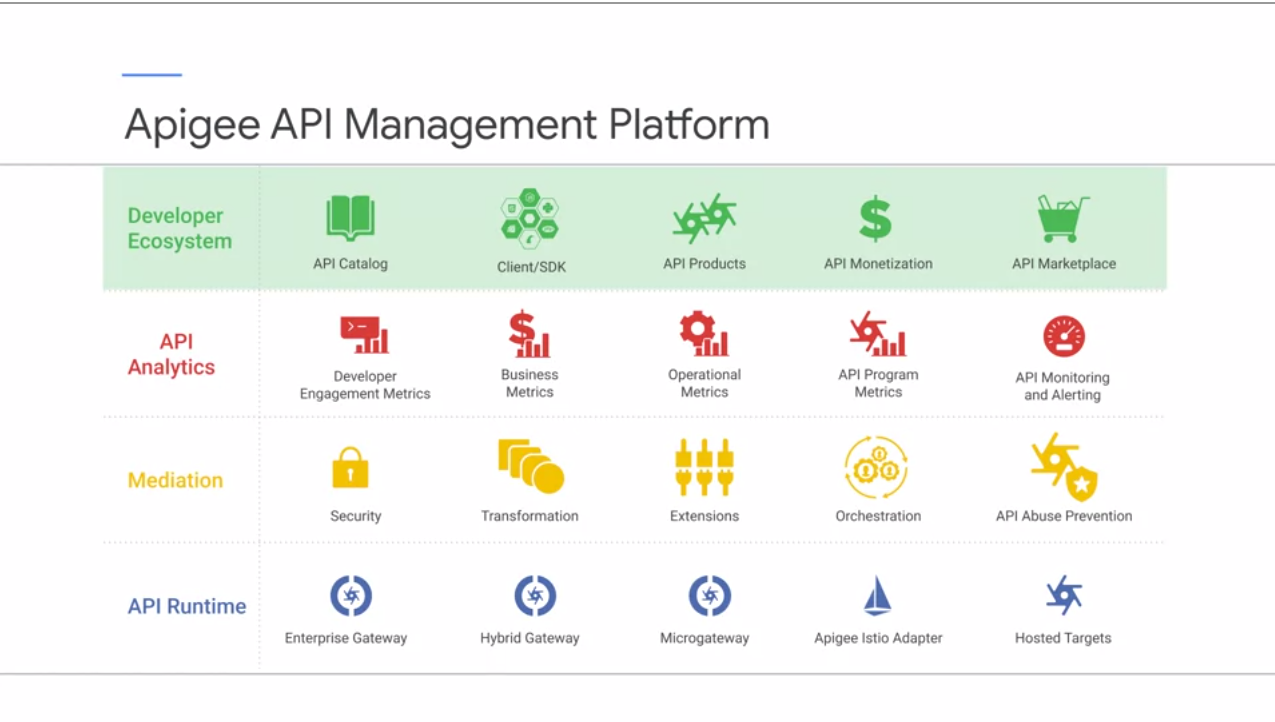 Apigee API Management Platform
Developer
Ecosystem
API Catalog
Client/SDK
API Products
API Monetization
API Marketplace
API
Analytics
Developer
Engagement Metrics
Business
Metrics
Operational
Metrics
API Program
Metrics
API Monitoring
and Alerting
Mediation
Security
Transformation
Extensions
Orchestration
API Abuse Prevention
API Runtime
Enterprise Gateway
Hybrid Gateway
Microgateway
Apigee Istio Adapter
Hosted Targets